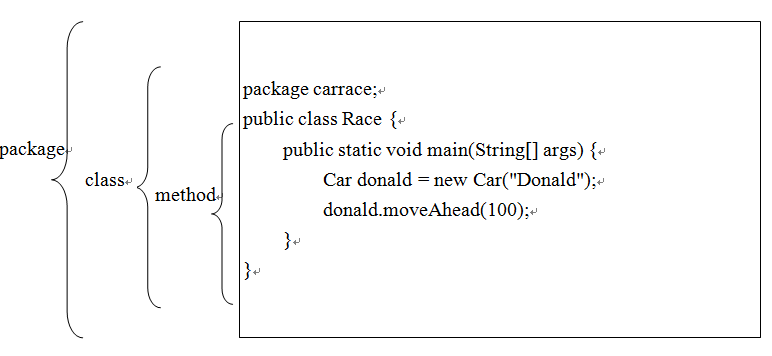 package
class
method
package carrace;
public class Race {
public static void main(String[] args) {
Car donald = new Car("Donald");
donald.moveAhead(100);
}
}